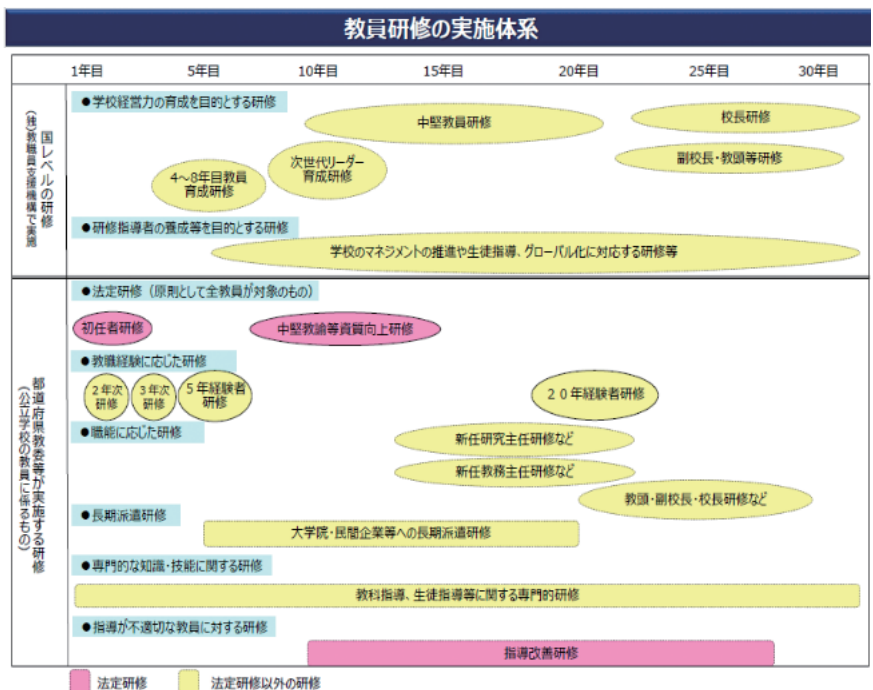 教員研修の実施体系
1年目 5年目 10年目 15年目 20年目 25年目 30年目
国レベルの研修
(独)教職員支援機構で実施
●学校経営力の育成を目的とする研修
中堅教員研修
校長研修
副校長・教頭等研修
次世代リーダー
育成研修
4～8年目教員
育成研修
●研修指導者の養成等を目的とする研修
学校のマネジメントの推進や生徒指導、グローバル化に対応する研修等
都道府県教委等が実施する研修
(公立学校の教員に係るもの)
●法定研修（原則として全教員が対象のもの）
初任者研修
中堅教諭等資質向上研修
●教職経験に応じた研修
2年次
研修
3年次
研修
5年経験者
研修
２０年経験者研修
●職能に応じた研修
新任研究主任研修など
新任教務主任研修など
教頭・副校長・校長研修など
●長期派遣研修
大学院・民間企業等への長期派遣研修
●専門的な知識・技能に関する研修
教科指導、生徒指導等に関する専門的研修
●指導が不適切な教員に対する研修
指導改善研修
法定研修 法定研修以外の研修